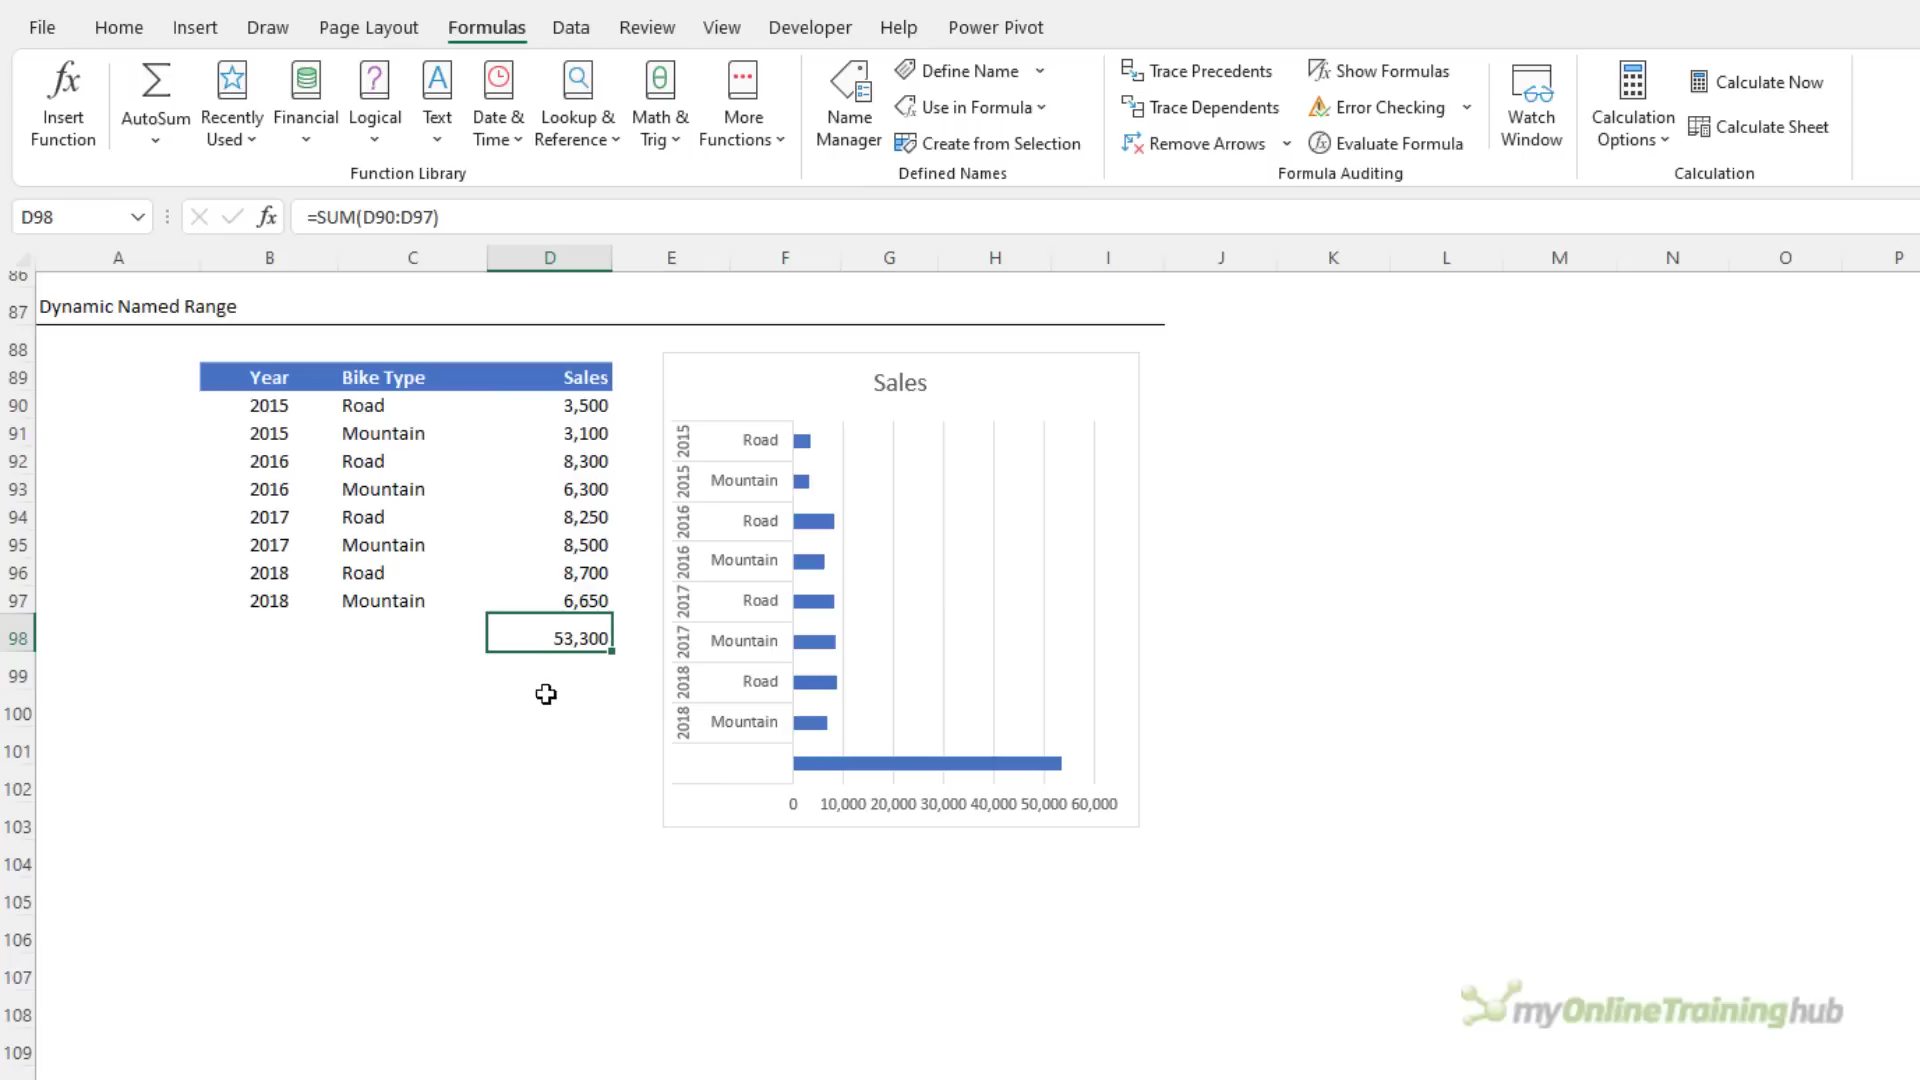 File Home Insert Draw Page Layout Formulas Data Review View Developer Help Power Pivot
fx Insert Function
AutoSum
Recently Used
Financial
Logical
Text
Date & Time
Lookup & Reference
Math & Trig
More Functions
Function Library
Name Manager
Define Name
Use in Formula
Create from Selection
Defined Names
Trace Precedents
Trace Dependents
Remove Arrows
Show Formulas
Error Checking
Evaluate Formula
Formula Auditing
Watch Window
Calculation Options
Calculate Now
Calculate Sheet
Calculation
D98 fx =SUM(D90:D97)
A B C D E F G H I J K L M N O P
86
87 Dynamic Named Range
88
89 Year Bike Type Sales
90 2015 Road 3,500
91 2015 Mountain 3,100
92 2016 Road 8,300
93 2016 Mountain 6,300
94 2017 Road 8,250
95 2017 Mountain 8,500
96 2018 Road 8,700
97 2018 Mountain 6,650
98 53,300
99
100
101
102
103
104
105
106
107
108
109
Sales
2015 Road
2015 Mountain
2016 Road
2016 Mountain
2017 Road
2017 Mountain
2018 Road
2018 Mountain
0 10,000 20,000 30,000 40,000 50,000 60,000
myOnlineTraininghub